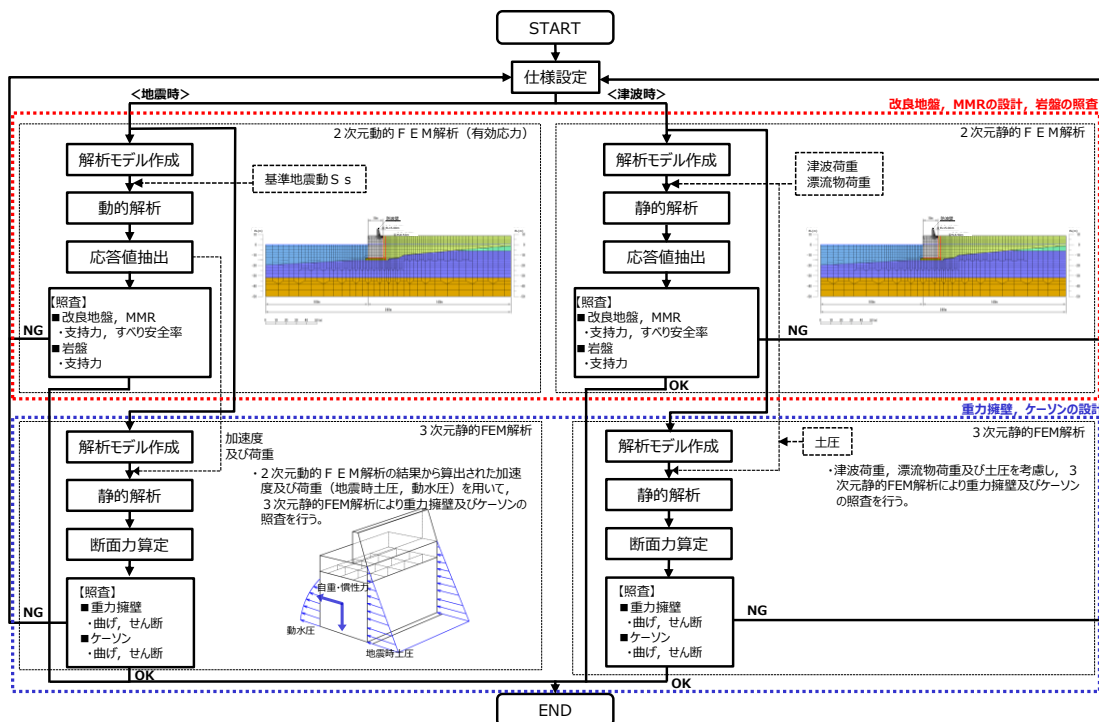 START
仕様設定
<地震時>
<津波時>
改良地盤，MMRの設計，岩盤の照査
２次元動的ＦＥＭ解析（有効応力）
解析モデル作成
基準地震動Ｓｓ
動的解析
応答値抽出
【照査】
■改良地盤，MMR
・支持力，すべり安全率
■岩盤
・支持力
NG
２次元静的ＦＥＭ解析
解析モデル作成
津波荷重
漂流物荷重
静的解析
応答値抽出
【照査】
■改良地盤，MMR
・支持力，すべり安全率
■岩盤
・支持力
NG
OK
重力擁壁，ケーソンの設計
３次元静的FEM解析
解析モデル作成
加速度
及び荷重
静的解析
・２次元動的ＦＥＭ解析の結果から算出された加速
度及び荷重（地震時土圧，動水圧）を用いて，
３次元静的FEM解析により重力擁壁及びケーソンの
照査を行う。
断面力算定
自重・慣性力
動水圧
地震時土圧
【照査】
■重力擁壁
・曲げ，せん断
■ケーソン
・曲げ，せん断
NG
OK
３次元静的FEM解析
解析モデル作成
土圧
静的解析
・津波荷重，漂流物荷重及び土圧を考慮し，３
次元静的FEM解析により重力擁壁及びケーソン
の照査を行う。
断面力算定
【照査】
■重力擁壁
・曲げ，せん断
■ケーソン
・曲げ，せん断
NG
OK
END